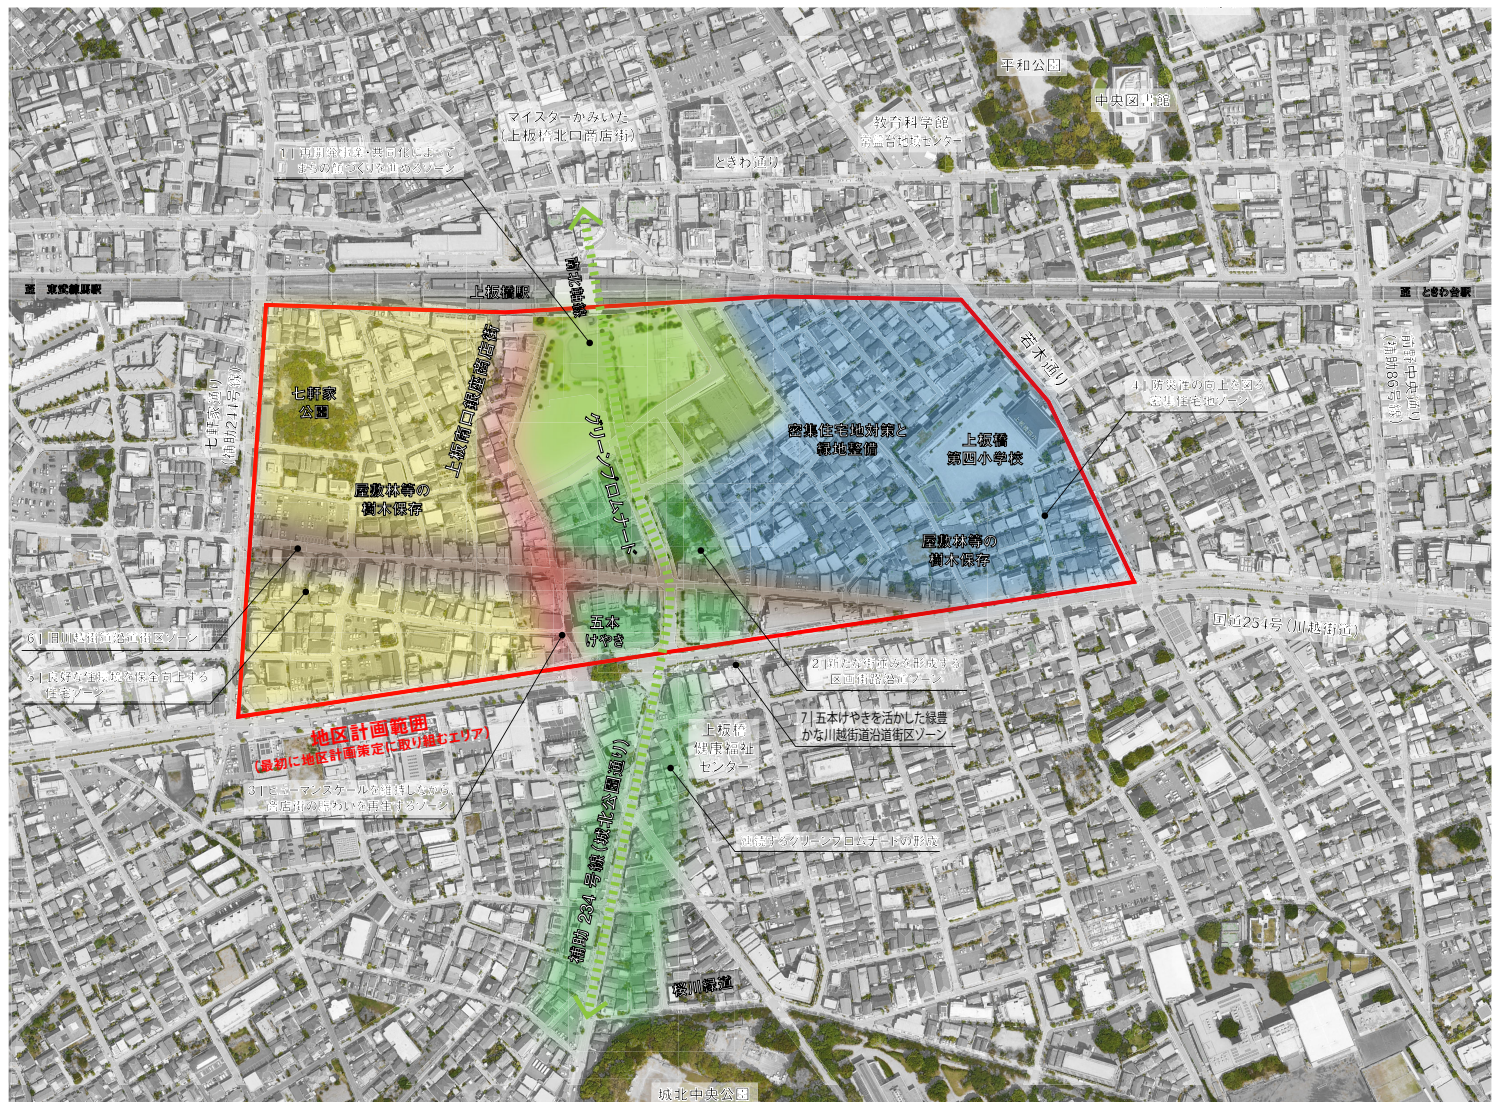 平和公園
中央図書館
マイスターかみいた
(上板橋北口商店街)
教育科学館
常盤台地域センター
ときわ通り
1 | 再開発事業・共同化によって
まちの街づくりを進めるゾーン
南北動線
至 東武練馬駅
上板橋駅
至 ときわ台駅
若木通り
前野中央通り
(補助86号線)
七軒家通り
(補助244号線)
七軒家
公園
上板南口銀座商店街
グリーンプロムナード
4 | 防災性の向上を図る
密集住宅地ゾーン
密集住宅地対策と
緑地整備
上板橋
第四小学校
屋敷林等の
樹木保存
屋敷林等の
樹木保存
五本
けやき
国道254号(川越街道)
6 | 旧川越街道沿道街区ゾーン
5 | 良好な住環境を保全向上する
住宅ゾーン
2 | 新たな街並みを形成する
区画街路沿道ゾーン
7 | 五本けやきを活かした緑豊
かな川越街道沿道街区ゾーン
地区計画範囲
(最初に地区計画策定に取り組むエリア)
上板橋
健康福祉
センター
3 | ヒューマンスケールを維持しながら、
商店街の賑わいを再生するゾーン
連続するグリーンプロムナードの形成
補助 234 号線 (城北公園通り)
桜川緑道
城北中央公園